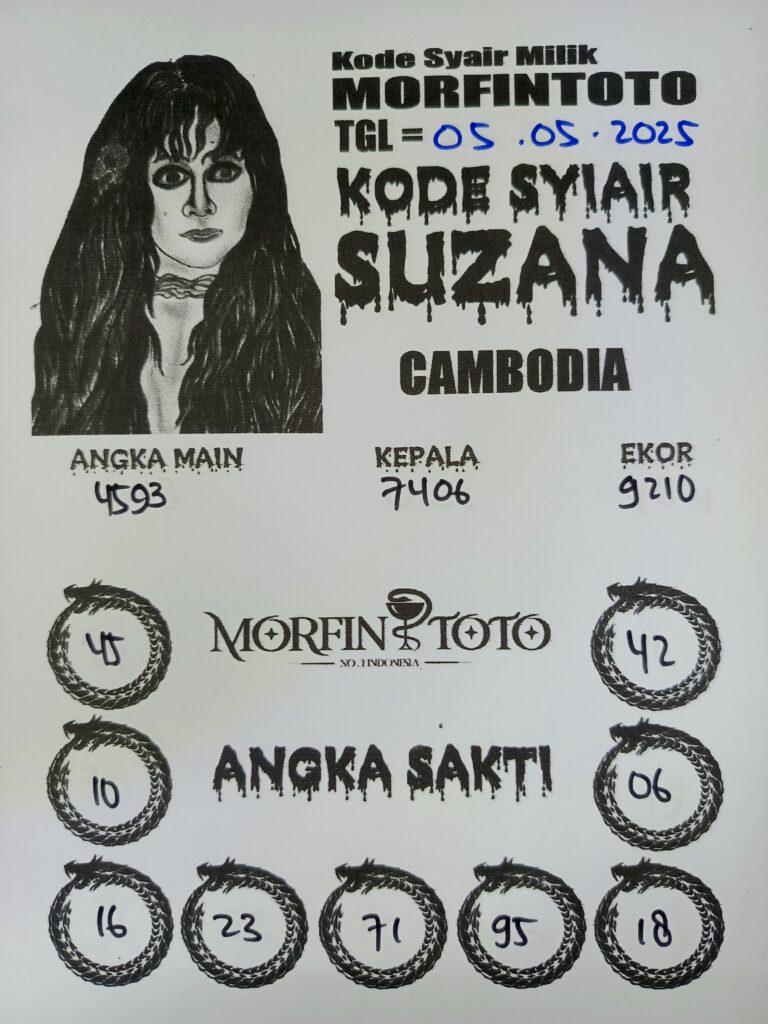 Kode Syair Milik
MORFINTOTO
TGL = 05.05.2025
KODE SYIAIR
SUZANA
CAMBODIA
ANGKA MAIN KEPALA EKOR
4593 7406 9210
45 MORFIN TOTO 42
NO.1 INDONESIA
10 ANGKA SAKTI 06
16 23 71 95 18